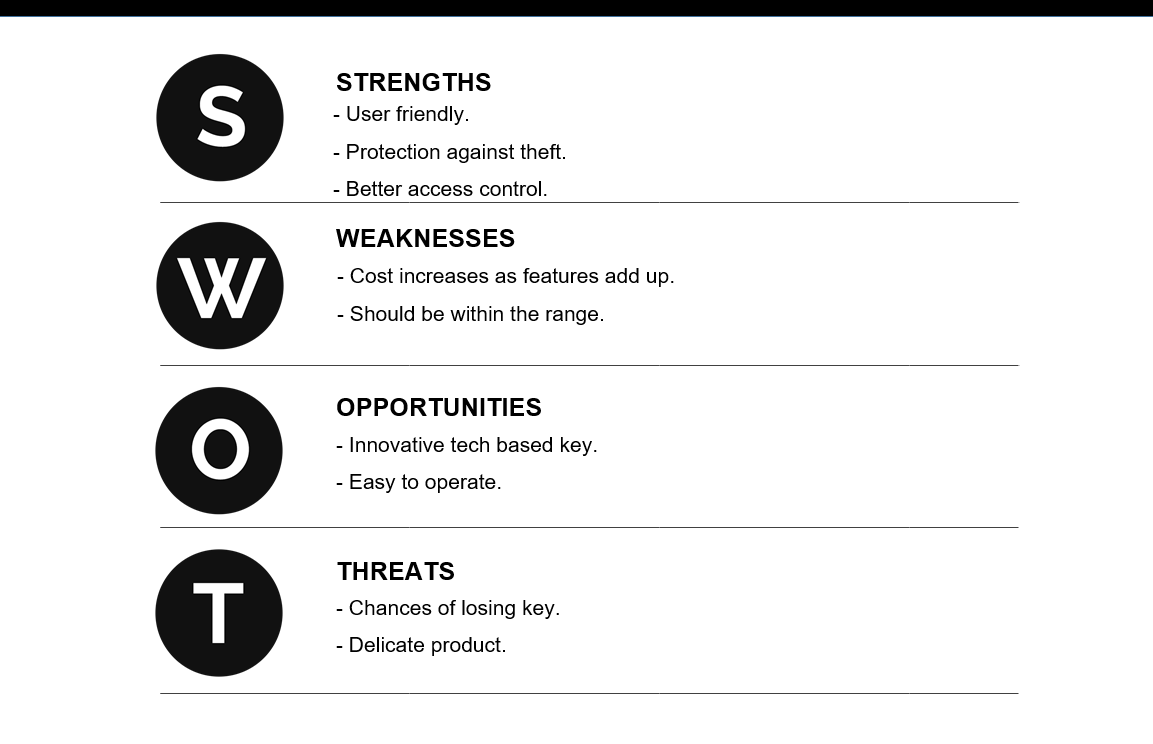 S
STRENGTHS
- User friendly.
- Protection against theft.
- Better access control.
W
WEAKNESSES
- Cost increases as features add up.
- Should be within the range.
O
OPPORTUNITIES
- Innovative tech based key.
- Easy to operate.
T
THREATS
- Chances of losing key.
- Delicate product.